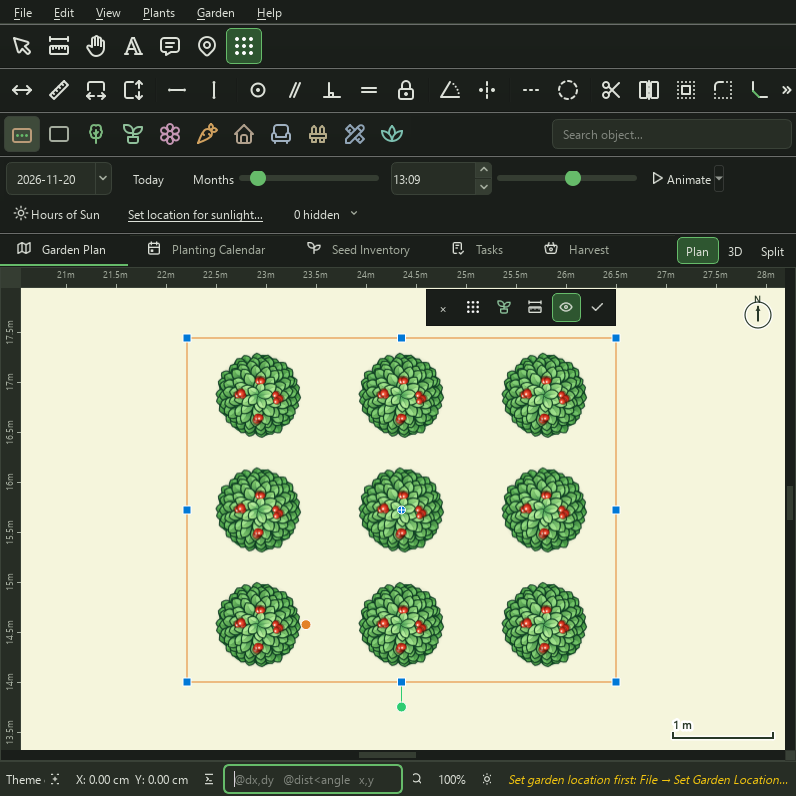 File Edit View Plants Garden Help
Search object...
2026-11-20 Today Months 13:09 Animate
Hours of Sun Set location for sunlight... 0 hidden
Garden Plan Planting Calendar Seed Inventory Tasks Harvest Plan 3D Split
21m 21.5m 22m 22.5m 23m 23.5m 24m 24.5m 25m 25.5m 26m 26.5m 27m 27.5m 28m
N
17.5m
17m
16.5m
16m
15.5m
15m
14.5m
14m
13.5m
1 m
Theme X: 0.00 cm Y: 0.00 cm @dx,dy @dist<angle x,y 100% Set garden location first: File → Set Garden Location...